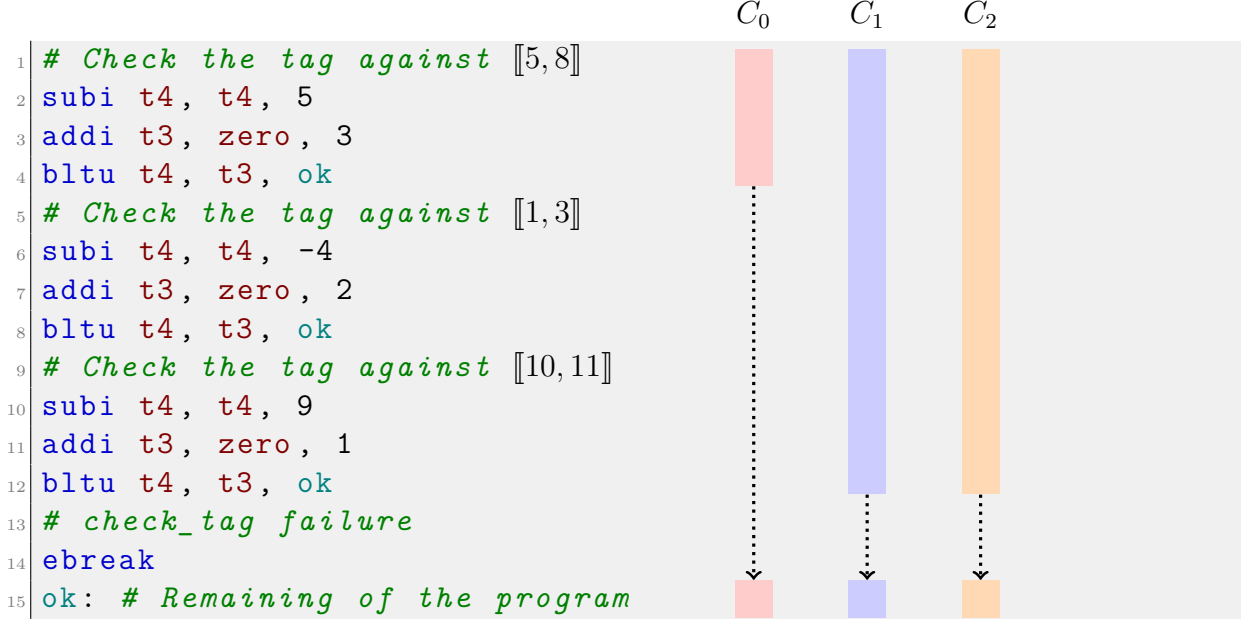 C₀ C₁ C₂
1 # Check the tag against ⟦5, 8⟧
2 subi t4, t4, 5
3 addi t3, zero, 3
4 bltu t4, t3, ok
5 # Check the tag against ⟦1, 3⟧
6 subi t4, t4, -4
7 addi t3, zero, 2
8 bltu t4, t3, ok
9 # Check the tag against ⟦10, 11⟧
10 subi t4, t4, 9
11 addi t3, zero, 1
12 bltu t4, t3, ok
13 # check_tag failure
14 ebreak
15 ok: # Remaining of the program